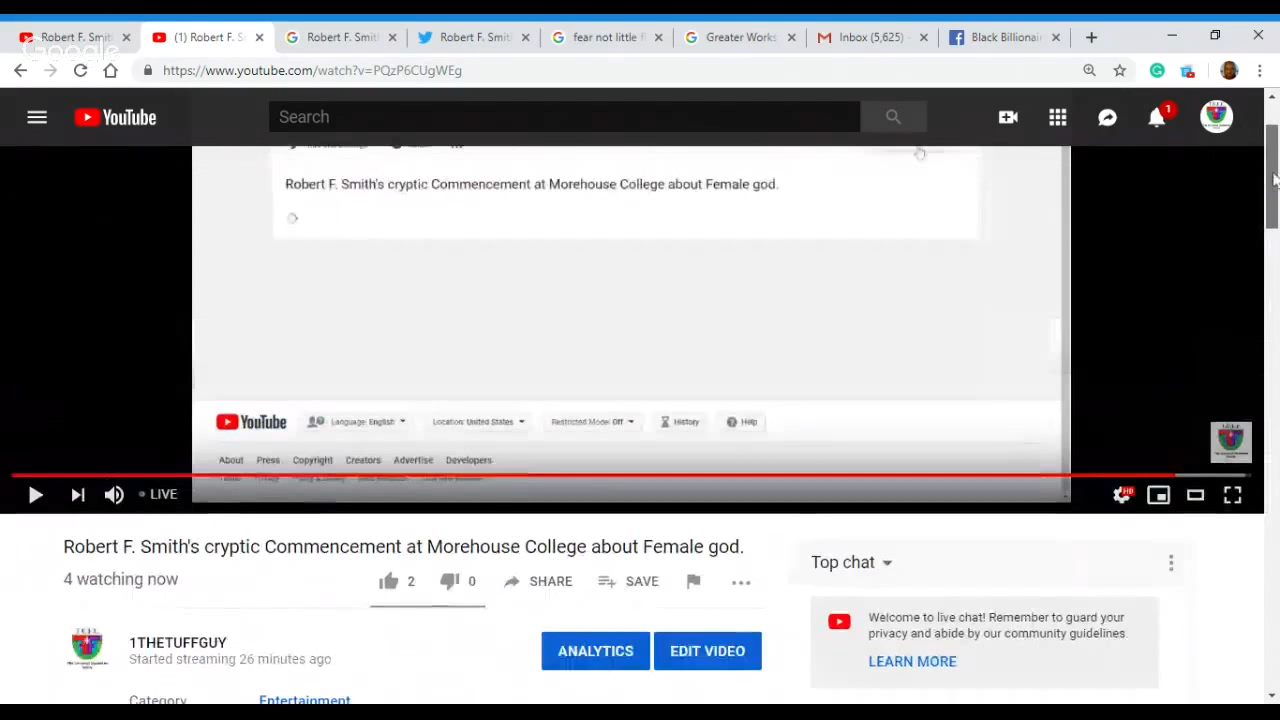 Robert F. Smi
(1) Robert F. S
Robert F. Smit
Robert F. Smit
fear not little f
Greater Works
Inbox (5,625) -
Black Billionai
Google
https://www.youtube.com/watch?v=PQzP6CUgWEg
YouTube
Search
1
Robert F. Smith's cryptic Commencement at Morehouse College about Female god.
YouTube Language: English Location: United States Restricted Mode: Off History Help
About Press Copyright Creators Advertise Developers
LIVE
HD
Robert F. Smith's cryptic Commencement at Morehouse College about Female god.
4 watching now
2 0 SHARE SAVE
Top chat
Welcome to live chat! Remember to guard your
privacy and abide by our community guidelines.
LEARN MORE
1THETUFFGUY
Started streaming 26 minutes ago
ANALYTICS EDIT VIDEO
Category Entertainment